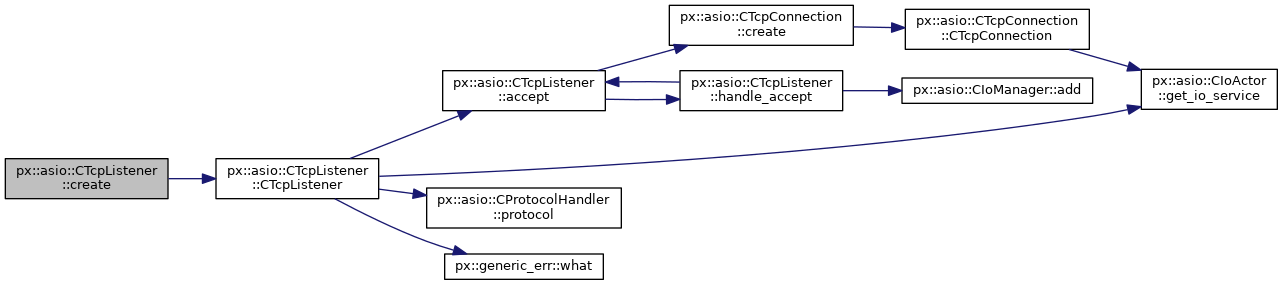 px::asio::CTcpListener
::create
px::asio::CTcpListener
::CTcpListener
px::asio::CTcpListener
::accept
px::asio::CTcpConnection
::create
px::asio::CTcpConnection
::CTcpConnection
px::asio::CIoActor
::get_io_service
px::asio::CTcpListener
::handle_accept
px::asio::CIoManager::add
px::asio::CProtocolHandler
::protocol
px::generic_err::what